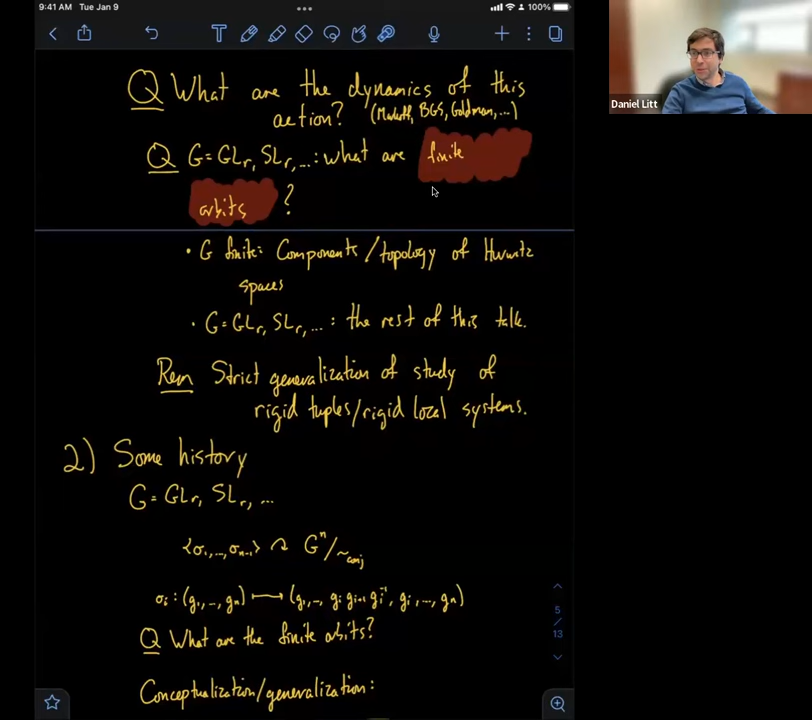 9:41 AM Tue Jan 9
100%
Daniel Litt
Q What are the dynamics of this
action? (Markoff, BGS, Goldman, ...)
Q G = GLr, SLr, ... : what are finite
orbits ?
• G finite: Components/topology of Hurwitz
spaces
• G = GLr, SLr, ... : the rest of this talk.
Rem Strict generalization of study of
rigid tuples/rigid local systems.
2) Some history
G = GLr, SLr, ...
⟨σ₁, ..., σₙ₋₁⟩ ↷ Gⁿ/~conj
σᵢ : (g₁, ..., gₙ) ⟼ (g₁, ..., gᵢ gᵢ₊₁ gᵢ⁻¹, gᵢ, ..., gₙ)
Q What are the finite orbits?
Conceptualization/generalization:
5
/
13